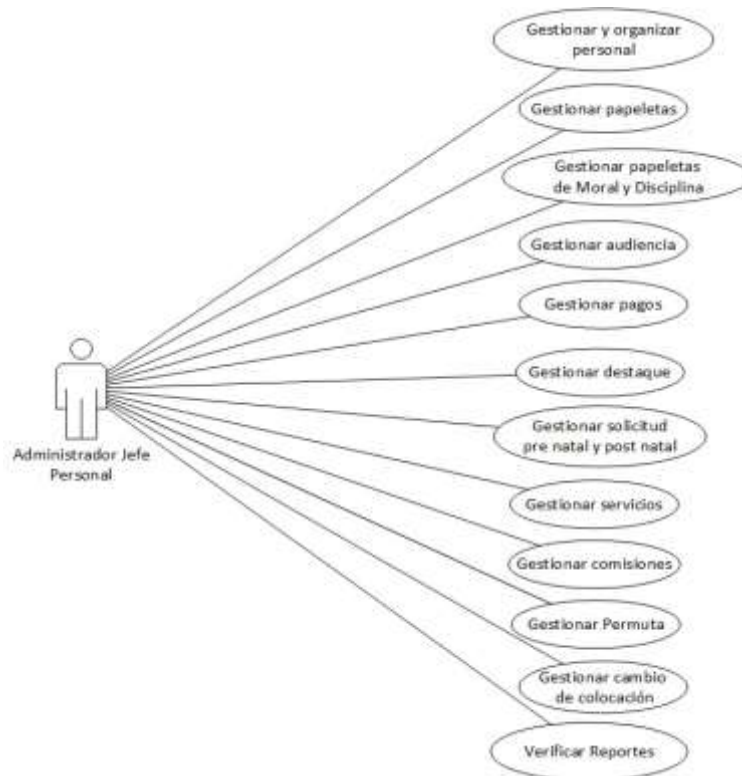 Gestionar y organizar
personal
Gestionar papeletas
Gestionar papeletas
de Moral y Disciplina
Gestionar audiencia
Gestionar pagos
Gestionar destaque
Gestionar solicitud
pre natal y post natal
Administrador Jefe
Personal
Gestionar servicios
Gestionar comisiones
Gestionar Permuta
Gestionar cambio
de colocación
Verificar Reportes